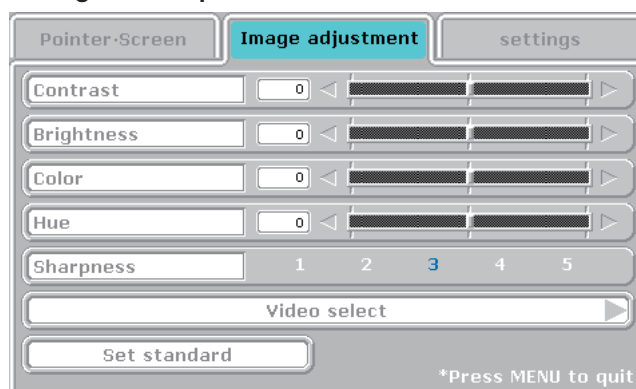 Pointer·Screen Image adjustment settings
Contrast 0
Brightness 0
Color 0
Hue 0
Sharpness 1 2 3 4 5
Video select
Set standard
*Press MENU to quit